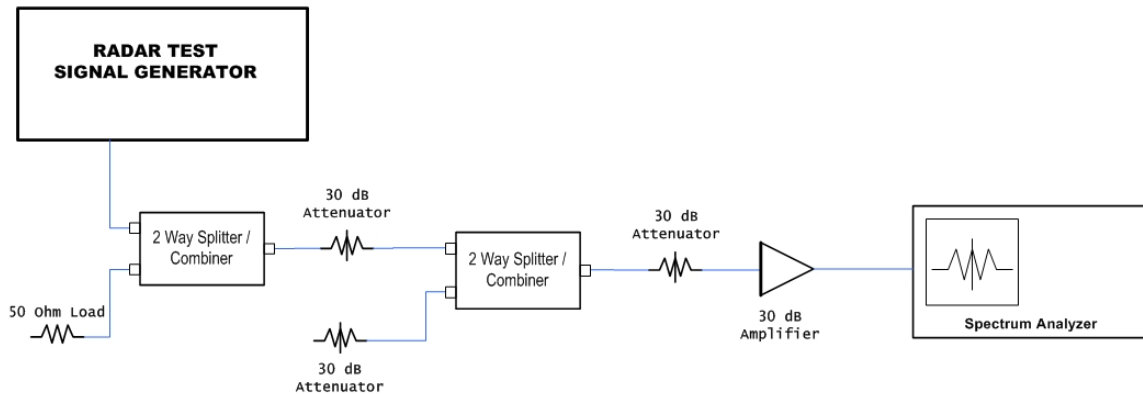 RADAR TEST
SIGNAL GENERATOR
30 dB
Attenuator
2 Way Splitter /
Combiner
30 dB
Attenuator
2 Way Splitter /
Combiner
50 Ohm Load
30 dB
Attenuator
30 dB
Amplifier
Spectrum Analyzer